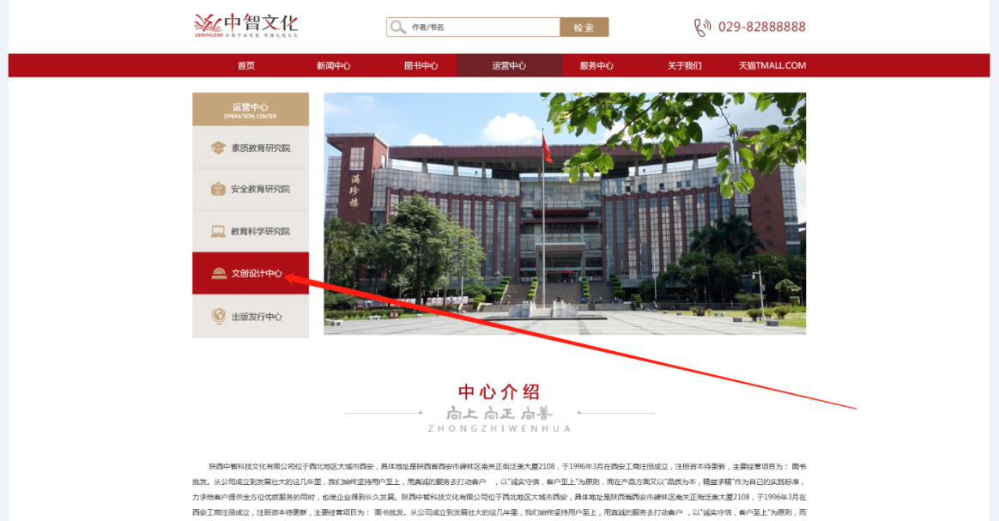 中智文化
ZHONGZHI
作者/书名
检索
029-82888888
首页 新闻中心 图书中心 运营中心 服务中心 关于我们 天猫TMALL.COM
运营中心
OPERATION CENTER
素质教育研究院
安全教育研究院
教育科学研究院
文创设计中心
出版发行中心
满珍楼
中心介绍
向上 向正 向善
ZHONGZHIWENHUA
陕西中智科技文化有限公司位于西北地区大城市西安，具体地址是陕西省西安市碑林区南关正街泛美大厦2108，于1996年3月在西安工商注册成立，注册资本待更新，主要经营项目为： 图书
批发。从公司成立到发展壮大的这几年里，我们始终坚持用户至上，用真诚的服务去打动客户 ，以"诚实守信，客户至上"为原则，而在产品方面又以"品质为本，精益求精"作为自己的实践标准，
力求给客户提供全方位优质服务的同时，也使企业得到长久发展。陕西中智科技文化有限公司位于西北地区大城市西安，具体地址是陕西省西安市碑林区南关正街泛美大厦2108，于1996年3月在
西安工商注册成立，注册资本待更新，主要经营项目为： 图书批发。从公司成立到发展壮大的这几年里，我们始终坚持用户至上，用真诚的服务去打动客户 ，以"诚实守信，客户至上"为原则，而